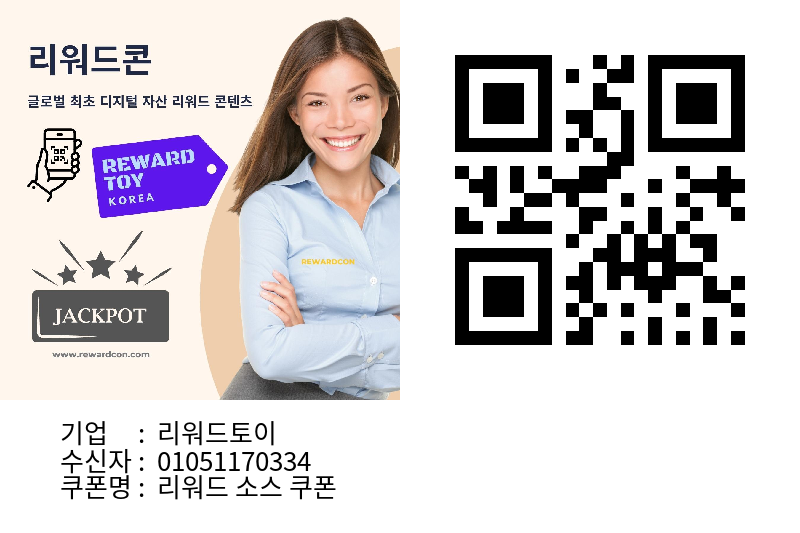 리워드콘
글로벌 최초 디지털 자산 리워드 콘텐츠
REWARD
TOY
KOREA
REWARDCON
JACKPOT
www.rewardcon.com
기업 : 리워드토이
수신자 : 01051170334
쿠폰명 : 리워드 소스 쿠폰